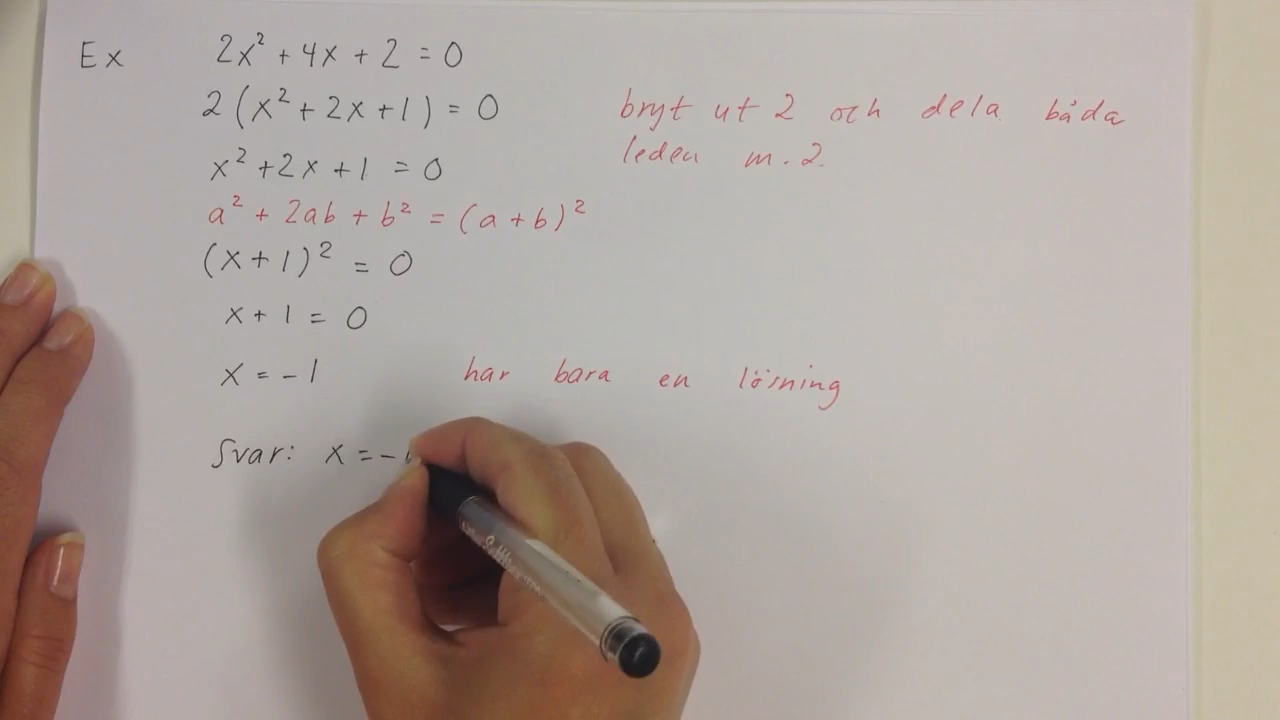 Ex 2x² + 4x + 2 = 0
2(x² + 2x + 1) = 0 bryt ut 2 och dela båda
x² + 2x + 1 = 0 leden m. 2.
a² + 2ab + b² = (a + b)²
(x + 1)² = 0
x + 1 = 0
x = -1 har bara en lösning
Svar: x = -1